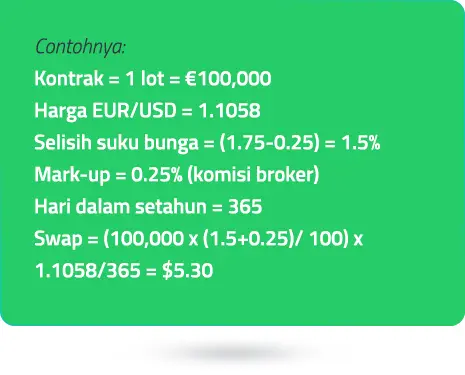 Contohnya:
Kontrak = 1 lot = €100,000
Harga EUR/USD = 1.1058
Selisih suku bunga = (1.75-0.25) = 1.5%
Mark-up = 0.25% (komisi broker)
Hari dalam setahun = 365
Swap = (100,000 x (1.5+0.25)/ 100) x
1.1058/365 = $5.30